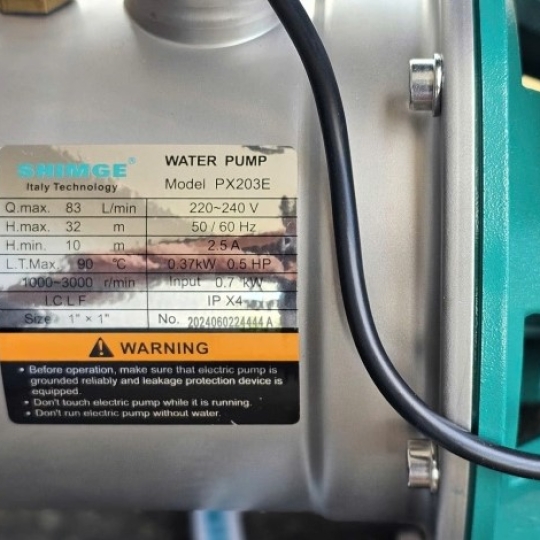 SHIMGE®
Italy Technology
WATER PUMP
Model PX203E
Q.max. 83 L/min 220~240 V
H.max. 32 m 50 / 60 Hz
H.min. 10 m 2.5 A
L.T.Max. 90 °C 0.37kW 0.5 HP
1000~3000 r/min Input 0.7 kW
I.C L F IP X4
Size 1" × 1" No. 2024060224444 A
WARNING
• Before operation, make sure that electric pump is
grounded reliably and leakage protection device is
equipped.
• Don't touch electric pump while it is running.
• Don't run electric pump without water.